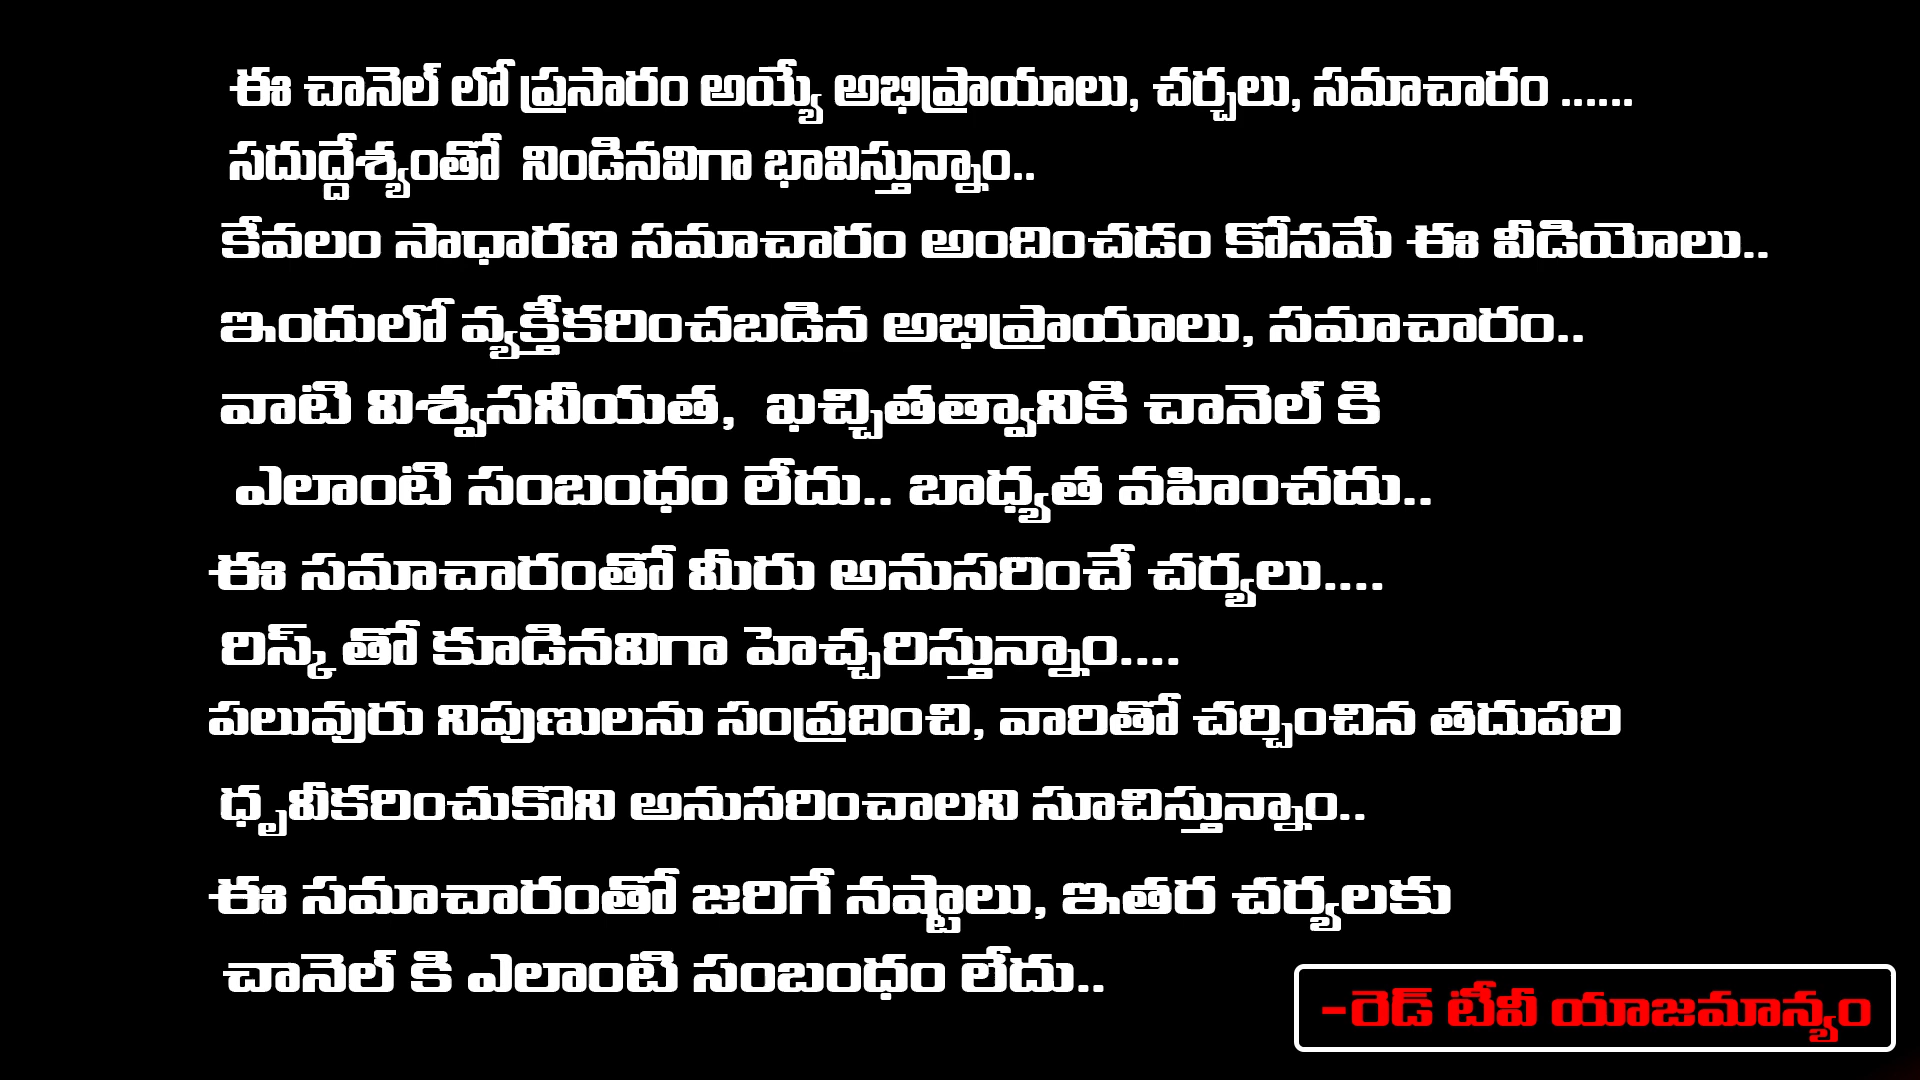 ఈ చానెల్ లో ప్రసారం అయ్యే అభిప్రాయాలు, చర్చలు, సమాచారం ......
సదుద్దేశ్యంతో నిండినవిగా భావిస్తున్నాం..
కేవలం సాధారణ సమాచారం అందించడం కోసమే ఈ వీడియోలు..
ఇందులో వ్యక్తీకరించబడిన అభిప్రాయాలు, సమాచారం..
వాటి విశ్వసనీయత, ఖచ్చితత్వానికి చానెల్ కి
ఎలాంటి సంబంధం లేదు.. బాధ్యత వహించదు..
ఈ సమాచారంతో మీరు అనుసరించే చర్యలు....
రిస్క్ తో కూడినవిగా హెచ్చరిస్తున్నాం....
పలువురు నిపుణులను సంప్రదించి, వారితో చర్చించిన తదుపరి
ధృవీకరించుకొని అనుసరించాలని సూచిస్తున్నాం..
ఈ సమాచారంతో జరిగే నష్టాలు, ఇతర చర్యలకు
చానెల్ కి ఎలాంటి సంబంధం లేదు..
-రెడ్ టీవీ యాజమాన్యం